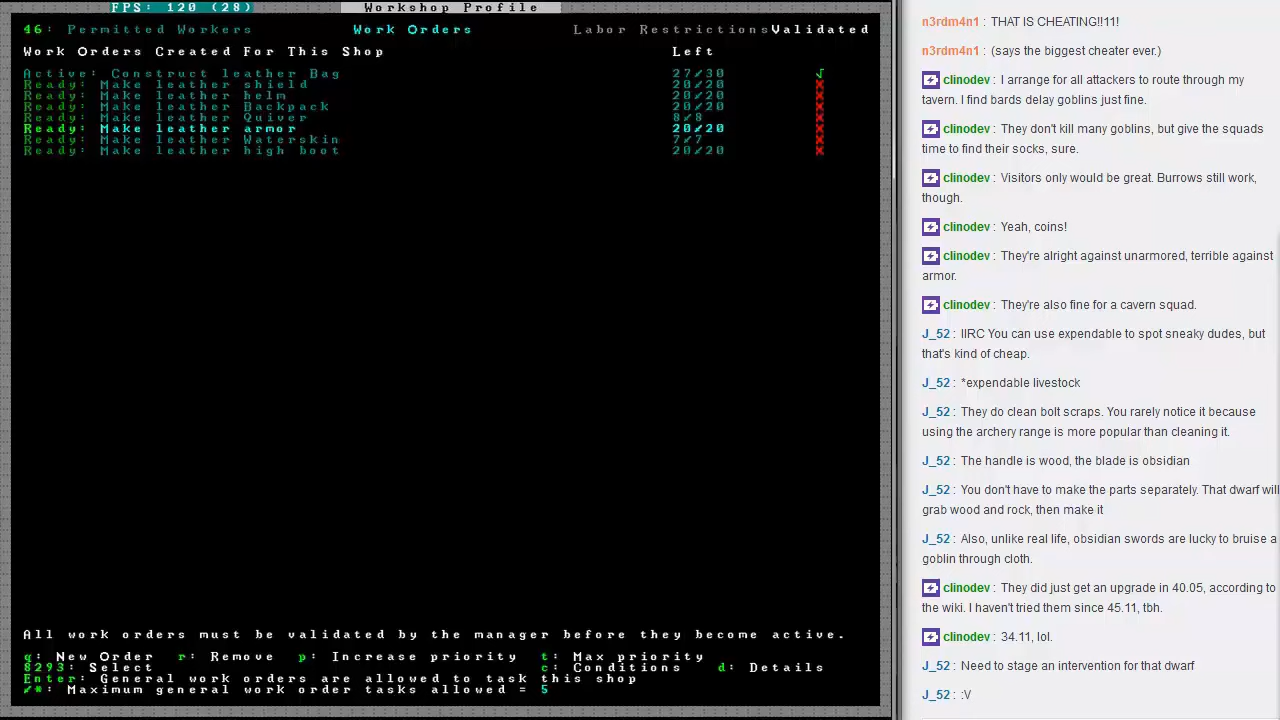 FPS: 120 (28)
Workshop Profile
46: Permitted Workers Work Orders Labor Restrictions Validated
Work Orders Created For This Shop Left
Active: Construct leather Bag 27/30 √
Ready: Make leather shield 20/20 X
Ready: Make leather helm 20/20 X
Ready: Make leather Backpack 20/20 X
Ready: Make leather Quiver 8/8 X
Ready: Make leather armor 20/20 X
Ready: Make leather Waterskin 7/7 X
Ready: Make leather high boot 20/20 X
All work orders must be validated by the manager before they become active.
q: New Order r: Remove p: Increase priority t: Max priority
8293: Select c: Conditions d: Details
Enter: General work orders are allowed to task this shop
/*: Maximum general work order tasks allowed = 5
n3rdm4n1 : THAT IS CHEATING!!11!
n3rdm4n1 : (says the biggest cheater ever.)
clinodev : I arrange for all attackers to route through my
tavern. I find bards delay goblins just fine.
clinodev : They don't kill many goblins, but give the squads
time to find their socks, sure.
clinodev : Visitors only would be great. Burrows still work,
though.
clinodev : Yeah, coins!
clinodev : They're alright against unarmored, terrible against
armor.
clinodev : They're also fine for a cavern squad.
J_52 : IIRC You can use expendable to spot sneaky dudes, but
that's kind of cheap.
J_52 : *expendable livestock
J_52 : They do clean bolt scraps. You rarely notice it because
using the archery range is more popular than cleaning it.
J_52 : The handle is wood, the blade is obsidian
J_52 : You don't have to make the parts separately. That dwarf will
grab wood and rock, then make it
J_52 : Also, unlike real life, obsidian swords are lucky to bruise a
goblin through cloth.
clinodev : They did just get an upgrade in 40.05, according to
the wiki. I haven't tried them since 45.11, tbh.
clinodev : 34.11, lol.
J_52 : Need to stage an intervention for that dwarf
J_52 : :V